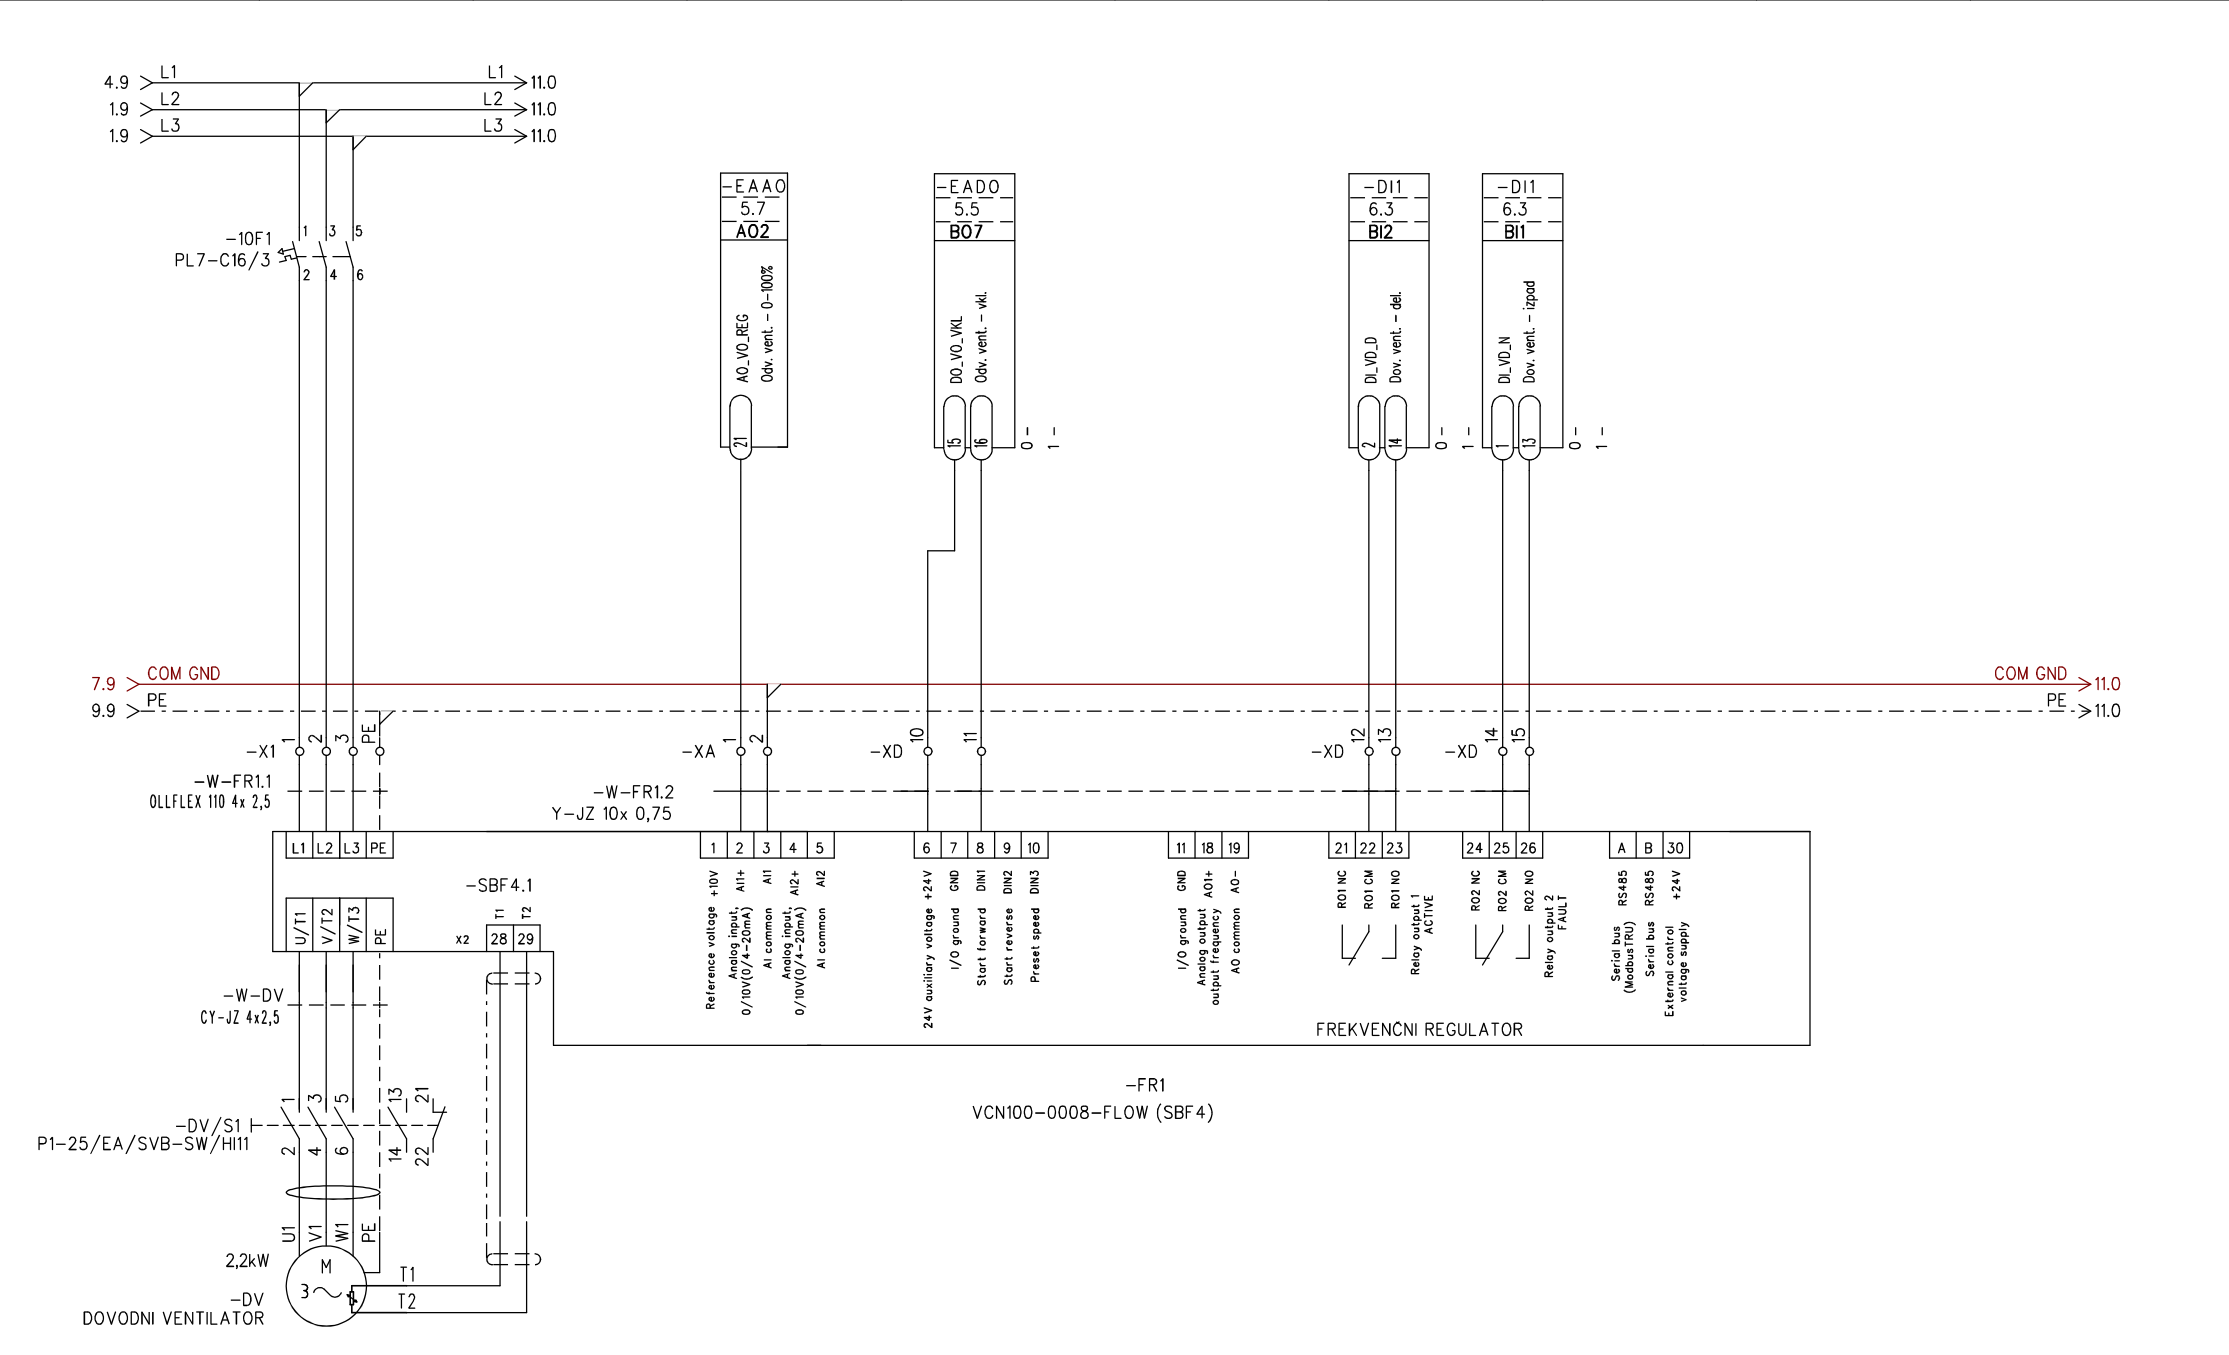 4.9 L1 L1 11.0
1.9 L2 L2 11.0
1.9 L3 L3 11.0
-EAAO
5.7
AO2
-EADO
5.5
BO7
-DI1
6.3
BI2
-DI1
6.3
BI1
-10F1
PL7-C16/3
1 3 5
2 4 6
AO_VO_REG
Odv. vent. - 0-100%
21
DO_VO_VKL
Odv. vent. - vkl.
15 16
0 -
1 -
DI_VD_D
Dov. vent. - del.
2 14
0 -
1 -
DI_VD_N
Dov. vent. - izpad
1 13
0 -
1 -
7.9 COM GND COM GND 11.0
9.9 PE PE 11.0
-X1 1 2 3 PE
-XA 1 2
-XD 10 11
-XD 12 13
-XD 14 15
-W-FR1.1
OLLFLEX 110 4x 2,5
-W-FR1.2
Y-JZ 10x 0,75
L1 L2 L3 PE
1 2 3 4 5
6 7 8 9 10
11 18 19
21 22 23
24 25 26
A B 30
Reference voltage +10V
Analog input, AI1+
0/10V(0/4-20mA)
AI common AI1
Analog input, AI2+
0/10V(0/4-20mA)
AI common AI2
24V auxiliary voltage +24V
I/O ground GND
Start forward DIN1
Start reverse DIN2
Preset speed DIN3
I/O ground GND
Analog output AO1+
output frequency
AO common AO-
RO1 NC
RO1 CM
RO1 NO
Relay output 1
ACTIVE
RO2 NC
RO2 CM
RO2 NO
Relay output 2
FAULT
Serial bus RS485
(ModbusTRU)
Serial bus RS485
External control +24V
voltage supply
-SBF4.1
T1 T2
X2 28 29
U/T1 V/T2 W/T3 PE
FREKVENČNI REGULATOR
-FR1
VCN100-0008-FLOW (SBF4)
-W-DV
CY-JZ 4x2,5
1 3 5 13 21
-DV/S1
P1-25/EA/SVB-SW/HI11
2 4 6 14 22
U1 V1 W1 PE
2,2kW
M
3
T1
T2
-DV
DOVODNI VENTILATOR